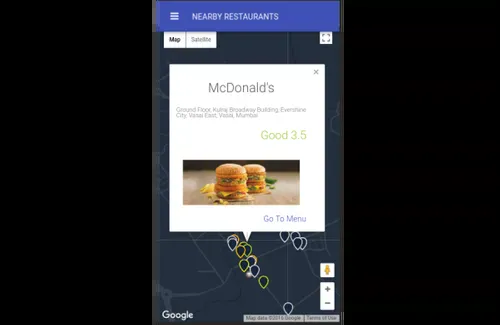 NEARBY RESTAURANTS
Map Satellite
×
McDonald's
Ground Floor, Kulraj Broadway Building, Evershine
City, Vasai East, Vasai, Mumbai
Good 3.5
Go To Menu
+
−
Google
Map data ©2016 Google Terms of Use